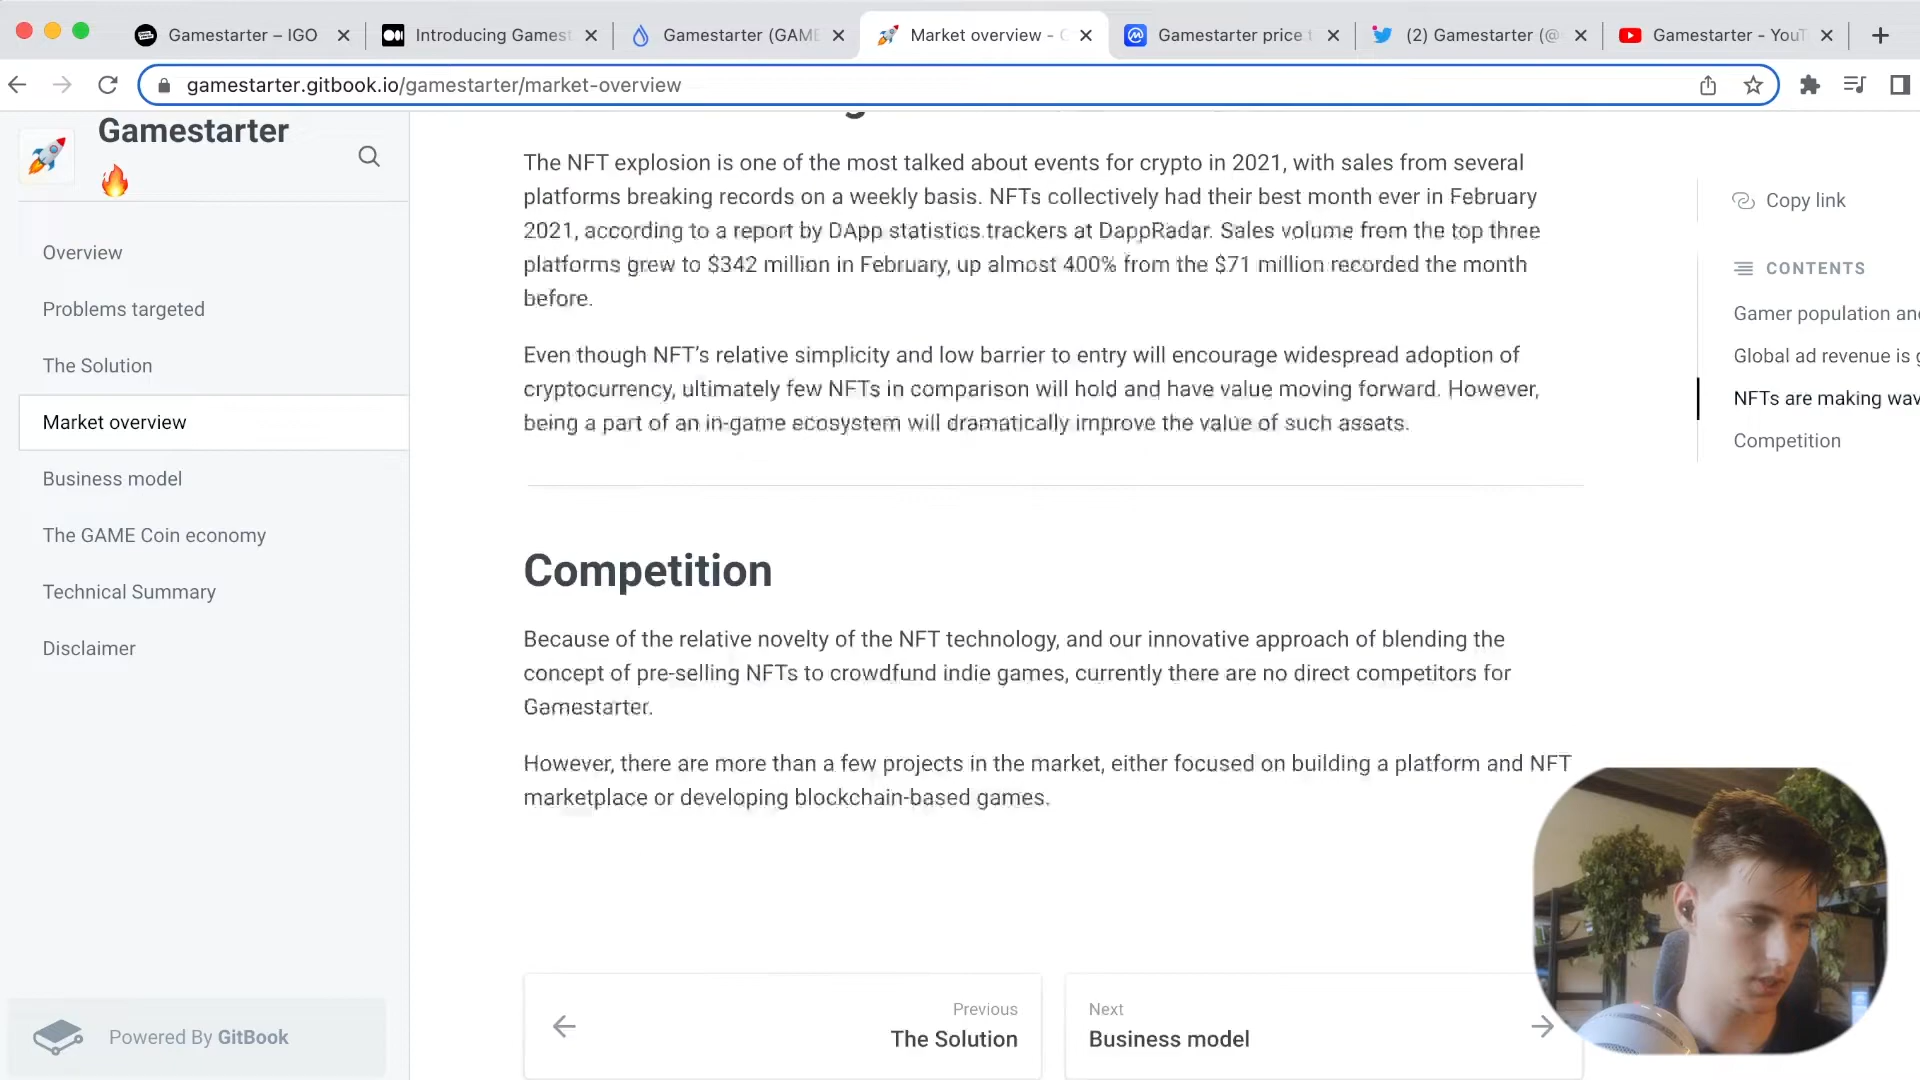 Gamestarter – IGO
Introducing Gamest
Gamestarter (GAME
Market overview - G
Gamestarter price t
(2) Gamestarter (@
Gamestarter - YouT
gamestarter.gitbook.io/gamestarter/market-overview
Gamestarter
Overview
Problems targeted
The Solution
Market overview
Business model
The GAME Coin economy
Technical Summary
Disclaimer
Powered By GitBook
The NFT explosion is one of the most talked about events for crypto in 2021, with sales from several
platforms breaking records on a weekly basis. NFTs collectively had their best month ever in February
2021, according to a report by DApp statistics trackers at DappRadar. Sales volume from the top three
platforms grew to $342 million in February, up almost 400% from the $71 million recorded the month
before.
Even though NFT’s relative simplicity and low barrier to entry will encourage widespread adoption of
cryptocurrency, ultimately few NFTs in comparison will hold and have value moving forward. However,
being a part of an in-game ecosystem will dramatically improve the value of such assets.
Competition
Because of the relative novelty of the NFT technology, and our innovative approach of blending the
concept of pre-selling NFTs to crowdfund indie games, currently there are no direct competitors for
Gamestarter.
However, there are more than a few projects in the market, either focused on building a platform and NFT
marketplace or developing blockchain-based games.
Previous
The Solution
Next
Business model
Copy link
CONTENTS
Gamer population and
Global ad revenue is g
NFTs are making wav
Competition